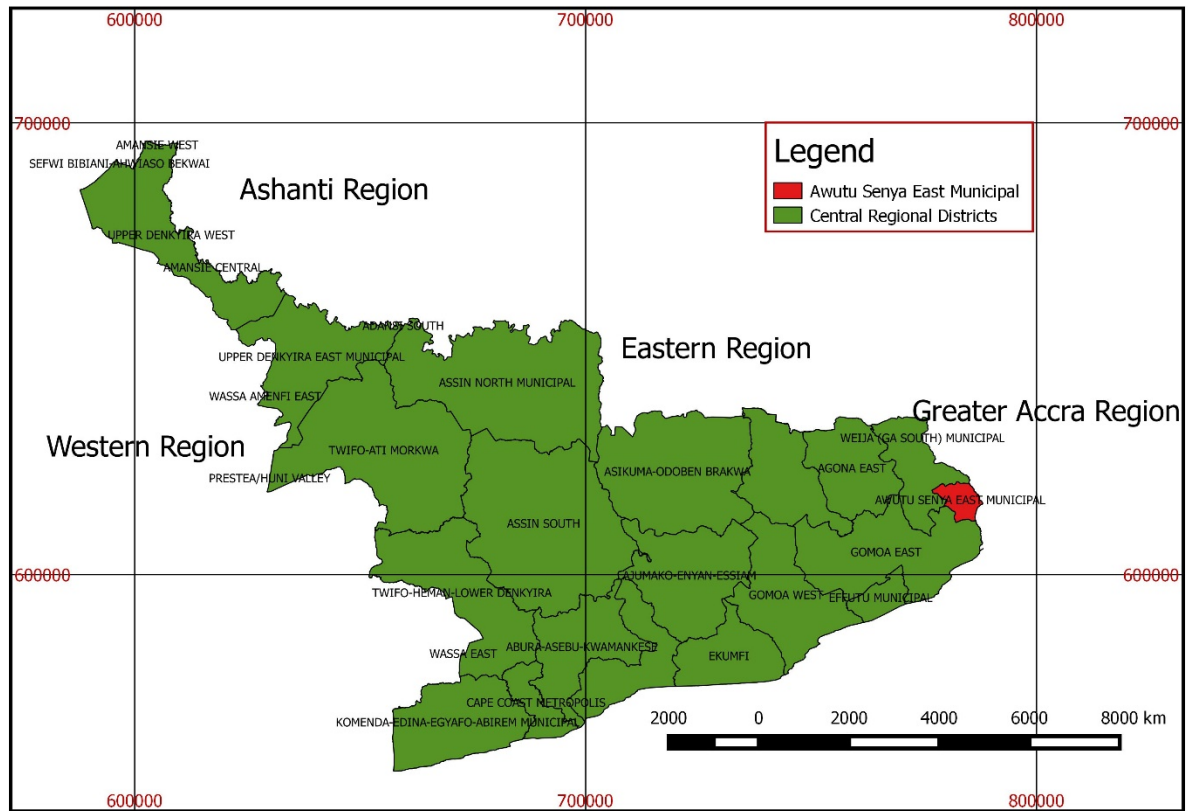 600000
700000
800000
700000
700000
Legend
Awutu Senya East Municipal
Central Regional Districts
AMANSIE WEST
SEFWI BIBIANI-AHWIASO BEKWAI
Ashanti Region
UPPER DENKYIRA WEST
AMANSIE CENTRAL
ADANSI SOUTH
Eastern Region
UPPER DENKYIRA EAST MUNICIPAL
ASSIN NORTH MUNICIPAL
WASSA AMENFI EAST
Greater Accra Region
WEIJA (GA SOUTH) MUNICIPAL
Western Region
TWIFO-ATI MORKWA
AGONA EAST
ASIKUMA-ODOBEN BRAKWA
PRESTEA/HUNI VALLEY
AWUTU SENYA EAST MUNICIPAL
ASSIN SOUTH
GOMOA EAST
600000
600000
AJUMAKO-ENYAN-ESSIAM
TWIFO-HEMAN-LOWER DENKYIRA
GOMOA WEST
EFFUTU MUNICIPAL
ABURA-ASEBU-KWAMANKESE
WASSA EAST
EKUMFI
CAPE COAST METROPOLIS
KOMENDA-EDINA-EGYAFO-ABIREM MUNICIPAL
2000 0 2000 4000 6000 8000 km
600000
700000
800000